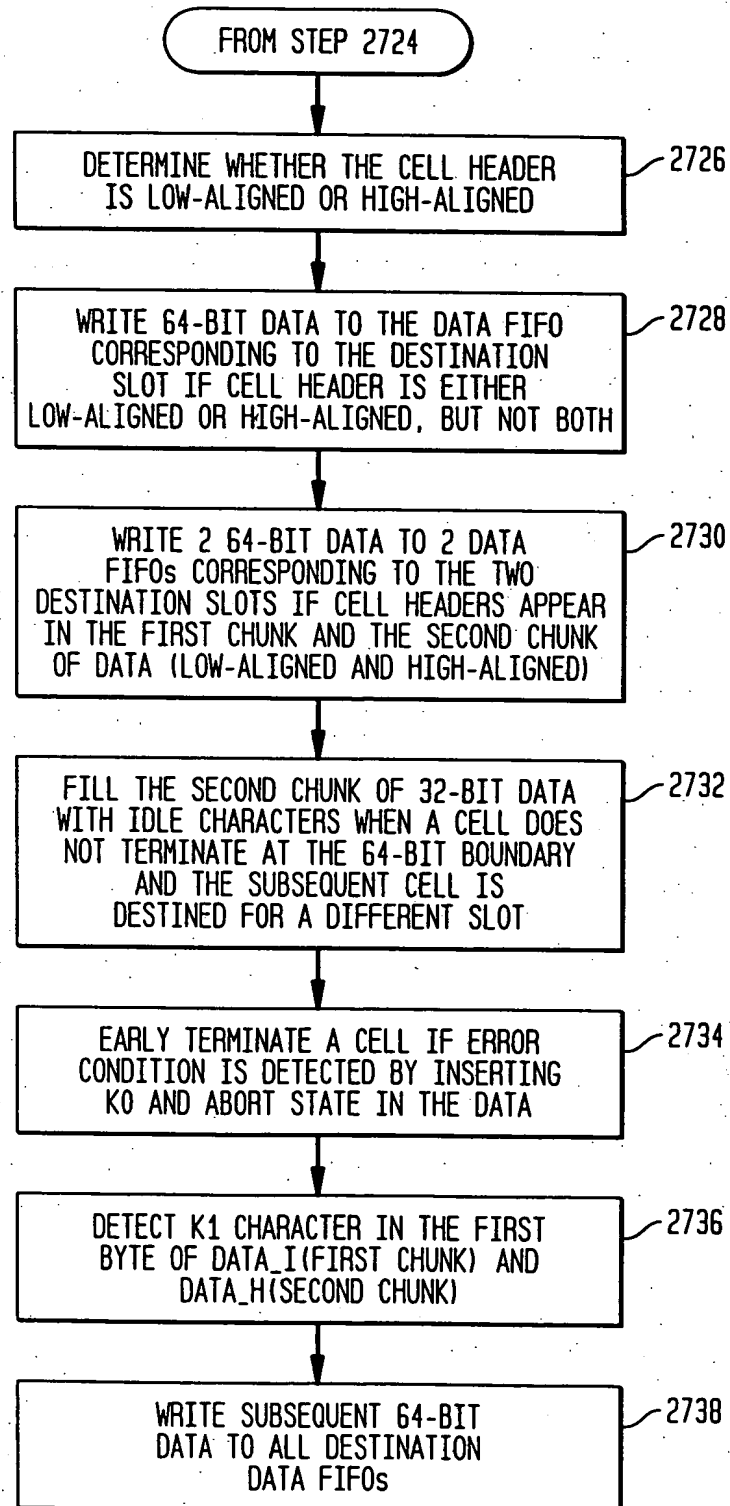 FROM STEP 2724
DETERMINE WHETHER THE CELL HEADER
IS LOW-ALIGNED OR HIGH-ALIGNED
2726
WRITE 64-BIT DATA TO THE DATA FIFO
CORRESPONDING TO THE DESTINATION
SLOT IF CELL HEADER IS EITHER
LOW-ALIGNED OR HIGH-ALIGNED, BUT NOT BOTH
2728
WRITE 2 64-BIT DATA TO 2 DATA
FIFOs CORRESPONDING TO THE TWO
DESTINATION SLOTS IF CELL HEADERS APPEAR
IN THE FIRST CHUNK AND THE SECOND CHUNK
OF DATA (LOW-ALIGNED AND HIGH-ALIGNED)
2730
FILL THE SECOND CHUNK OF 32-BIT DATA
WITH IDLE CHARACTERS WHEN A CELL DOES
NOT TERMINATE AT THE 64-BIT BOUNDARY
AND THE SUBSEQUENT CELL IS
DESTINED FOR A DIFFERENT SLOT
2732
EARLY TERMINATE A CELL IF ERROR
CONDITION IS DETECTED BY INSERTING
K0 AND ABORT STATE IN THE DATA
2734
DETECT K1 CHARACTER IN THE FIRST
BYTE OF DATA_I(FIRST CHUNK) AND
DATA_H(SECOND CHUNK)
2736
WRITE SUBSEQUENT 64-BIT
DATA TO ALL DESTINATION
DATA FIFOs
2738